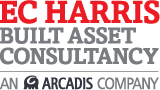 EC HARRIS
BUILT ASSET
CONSULTANCY
AN ARCADIS COMPANY